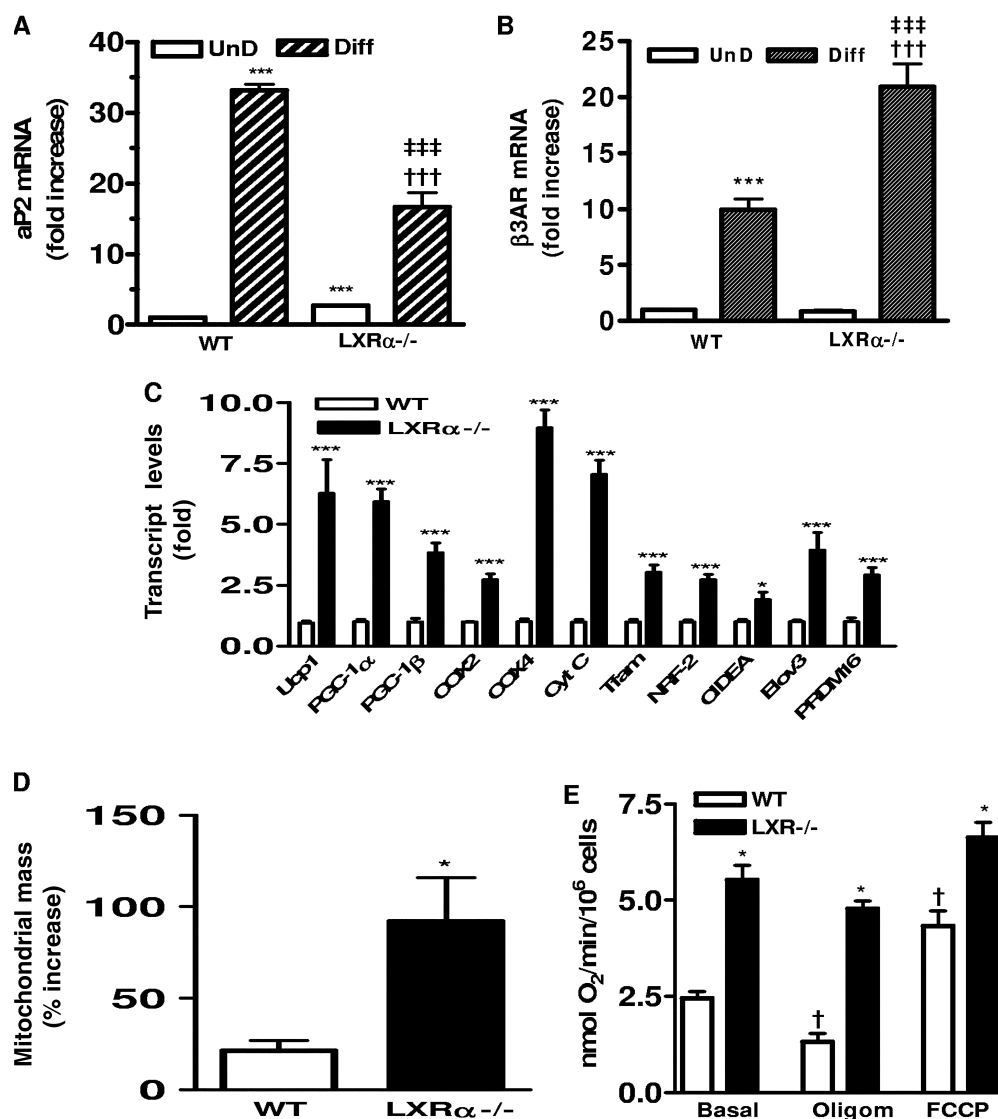 A
UnD Diff
aP2 mRNA
(fold increase)
40
30
20
10
0
***
***
‡‡‡
†††
WT LXRα-/-
B
UnD Diff
β3AR mRNA
(fold increase)
25
20
15
10
5
0
***
‡‡‡
†††
WT LXRα-/-
C
WT
LXRα-/-
Transcript levels
(fold)
10.0
7.5
5.0
2.5
0.0
*** *** *** *** *** *** *** *** * *** ***
Ucp1 PGC-1α PGC-1β COX2 COX4 Cyt C Tfam NRF-2 CIDEA Elov3 PRDM16
D
Mitochondrial mass
(% increase)
150
100
50
0
*
WT LXRα-/-
E
WT
LXR-/-
nmol O2/min/10⁶ cells
7.5
5.0
2.5
0.0
* † * † *
Basal Oligom FCCP